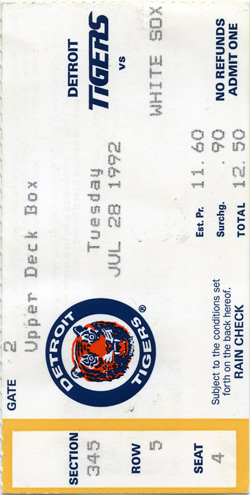 DETROIT
TIGERS
vs
WHITE SOX
NO REFUNDS
ADMIT ONE
Tuesday
JUL 28 1992
Est. Pr. 11.60
Surchg. .90
TOTAL 12.50
GATE 2
Upper Deck Box
DETROIT TIGERS ®
Subject to the conditions set
forth on the back hereof.
RAIN CHECK
SECTION 345
ROW 5
SEAT 4